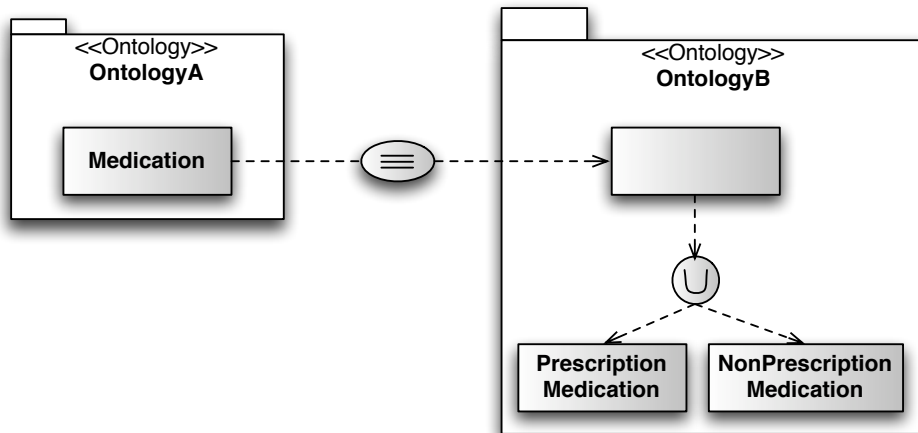 <<Ontology>>
OntologyA
Medication
<<Ontology>>
OntologyB
Prescription
Medication
NonPrescription
Medication